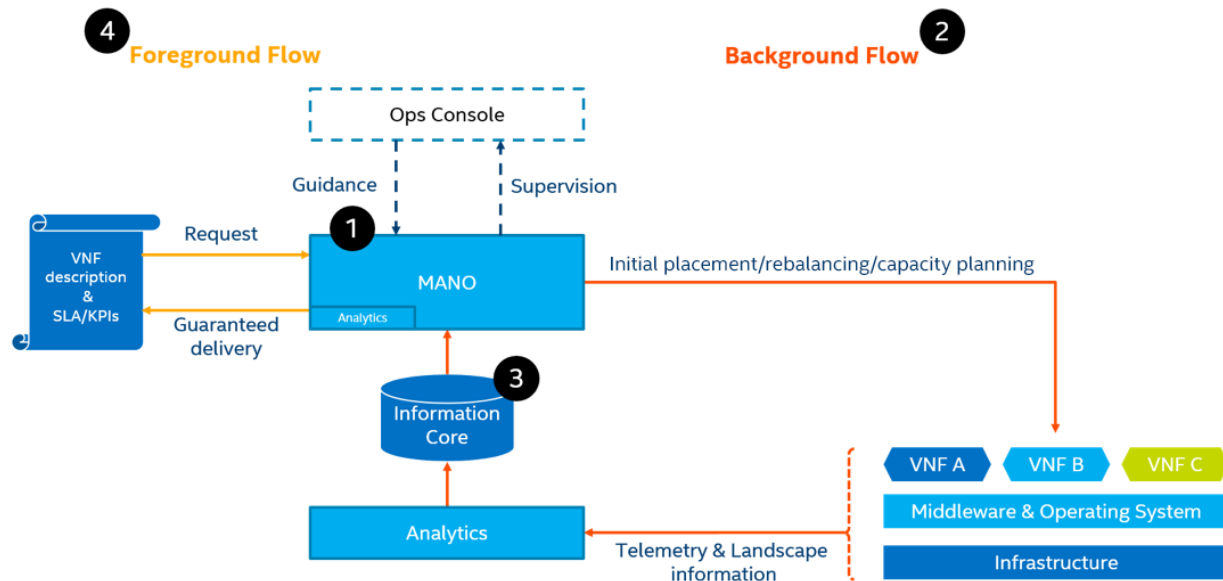 4
Foreground Flow
2
Background Flow
Ops Console
Guidance
Supervision
1
Request
VNF
description
&
SLA/KPIs
MANO
Analytics
Guaranteed
delivery
Initial placement/rebalancing/capacity planning
3
Information
Core
VNF A
VNF B
VNF C
Middleware & Operating System
Analytics
Telemetry & Landscape
information
Infrastructure